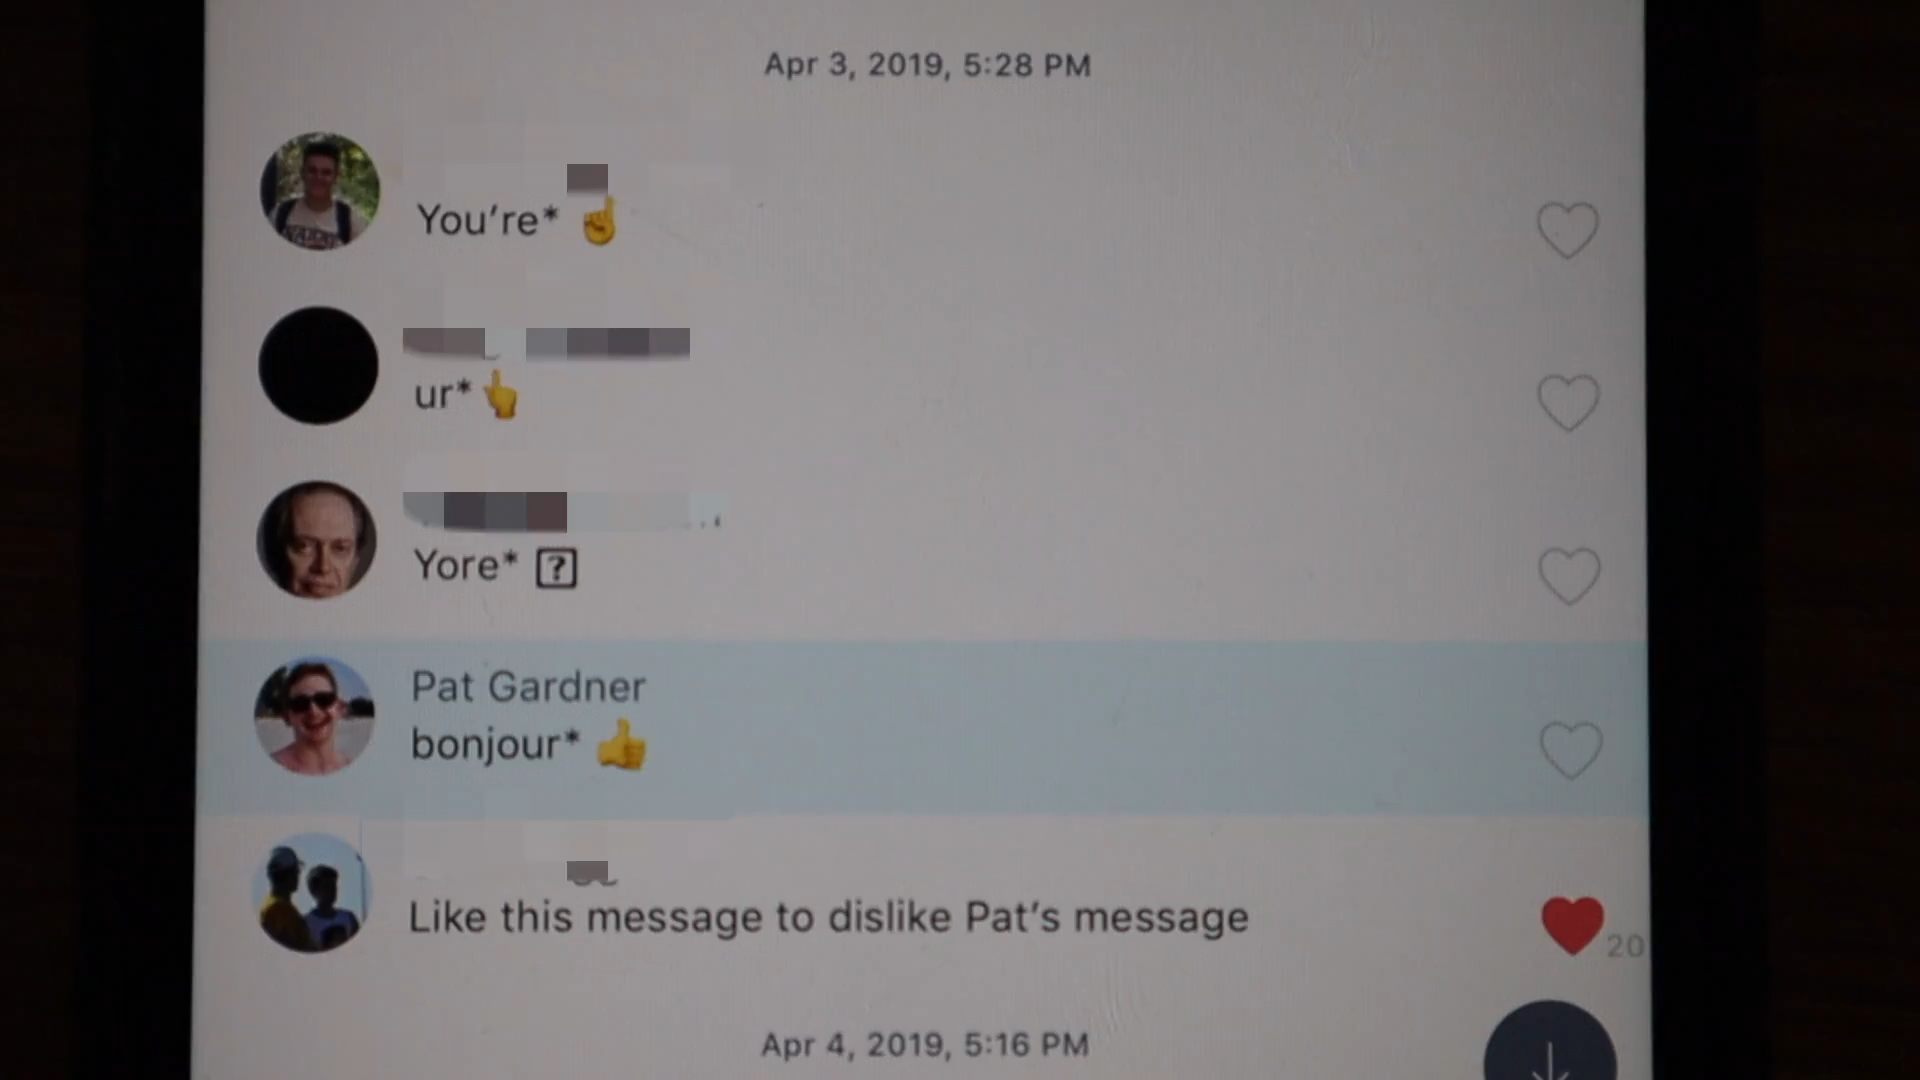 Apr 3, 2019, 5:28 PM
You're* ☝️
ur* 👆
Yore* ⍰
Pat Gardner
bonjour* 👍
Like this message to dislike Pat's message
20
Apr 4, 2019, 5:16 PM